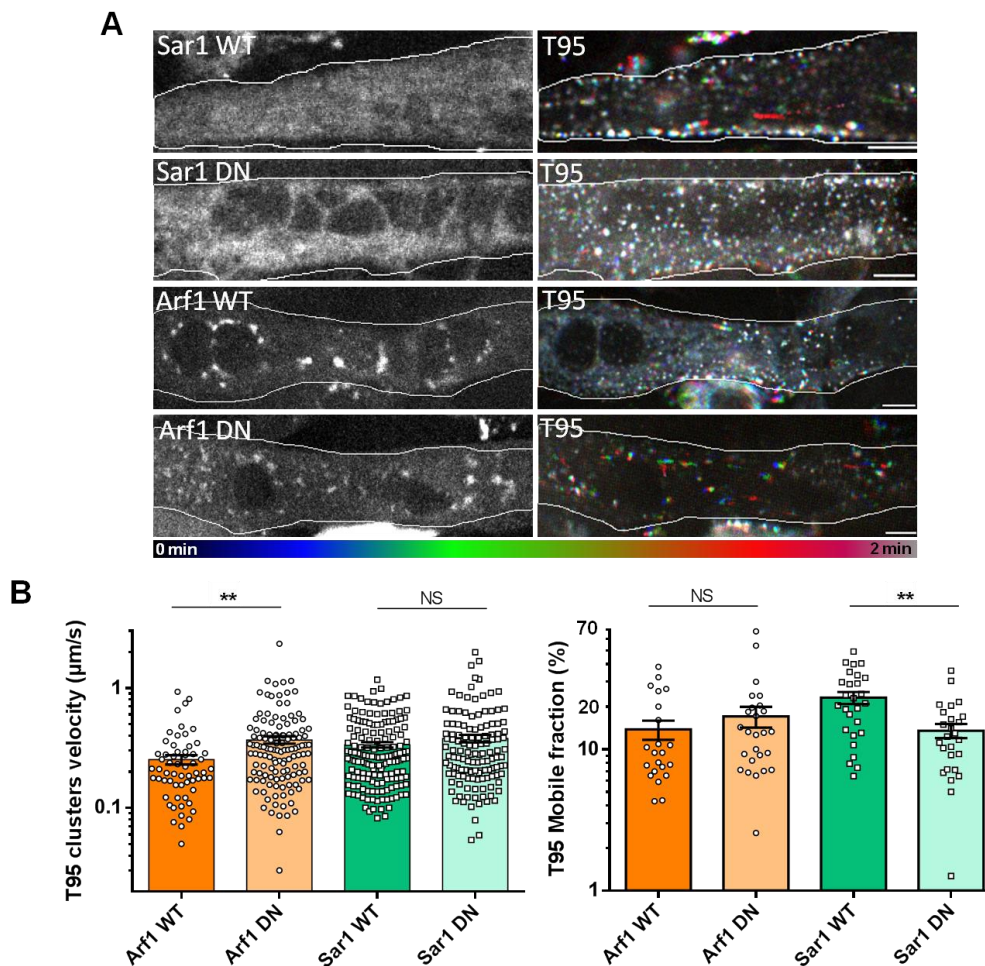 A
Sar1 WT T95
Sar1 DN T95
Arf1 WT T95
Arf1 DN T95
0 min 2 min
B
** NS
T95 clusters velocity (μm/s)
1
0.1
Arf1 WT Arf1 DN Sar1 WT Sar1 DN
NS **
T95 Mobile fraction (%)
70
20
10
1
Arf1 WT Arf1 DN Sar1 WT Sar1 DN